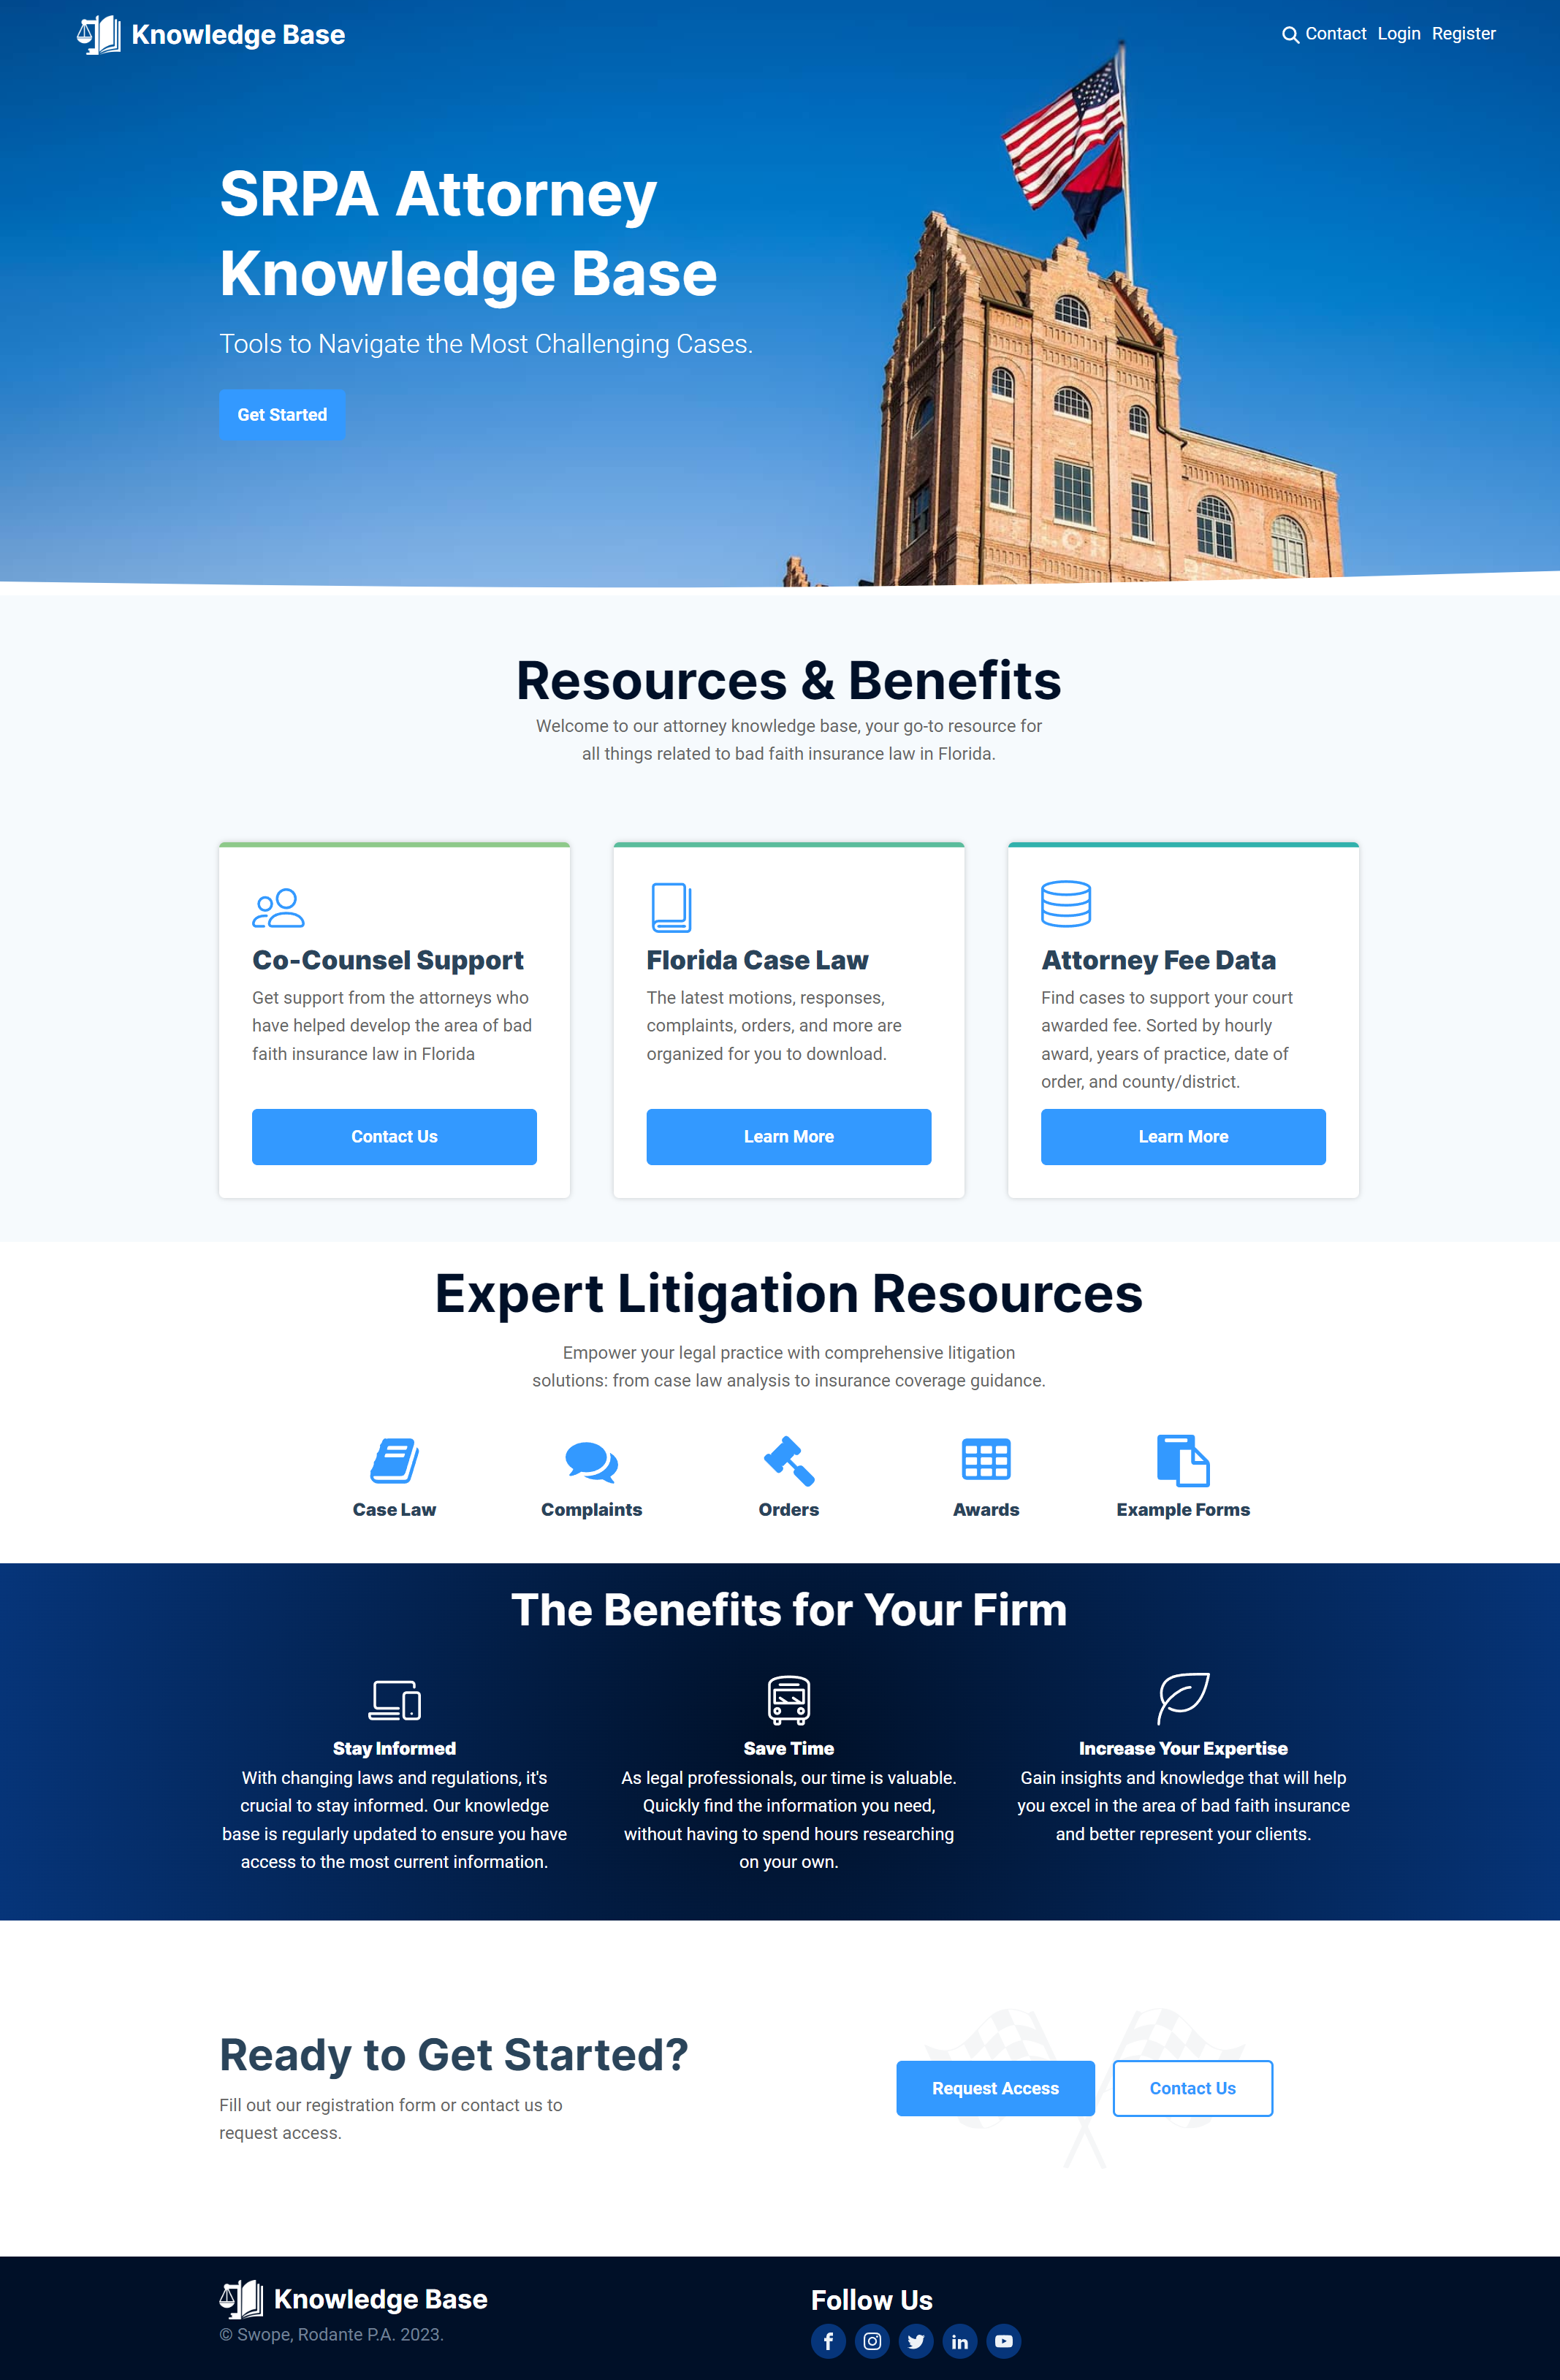 Knowledge Base
Contact Login Register
SRPA Attorney
Knowledge Base
Tools to Navigate the Most Challenging Cases.
Get Started
Resources & Benefits
Welcome to our attorney knowledge base, your go-to resource for
all things related to bad faith insurance law in Florida.
Co-Counsel Support
Get support from the attorneys who
have helped develop the area of bad
faith insurance law in Florida
Contact Us
Florida Case Law
The latest motions, responses,
complaints, orders, and more are
organized for you to download.
Learn More
Attorney Fee Data
Find cases to support your court
awarded fee. Sorted by hourly
award, years of practice, date of
order, and county/district.
Learn More
Expert Litigation Resources
Empower your legal practice with comprehensive litigation
solutions: from case law analysis to insurance coverage guidance.
Case Law
Complaints
Orders
Awards
Example Forms
The Benefits for Your Firm
Stay Informed
With changing laws and regulations, it's
crucial to stay informed. Our knowledge
base is regularly updated to ensure you have
access to the most current information.
Save Time
As legal professionals, our time is valuable.
Quickly find the information you need,
without having to spend hours researching
on your own.
Increase Your Expertise
Gain insights and knowledge that will help
you excel in the area of bad faith insurance
and better represent your clients.
Ready to Get Started?
Fill out our registration form or contact us to
request access.
Request Access
Contact Us
Knowledge Base
© Swope, Rodante P.A. 2023.
Follow Us